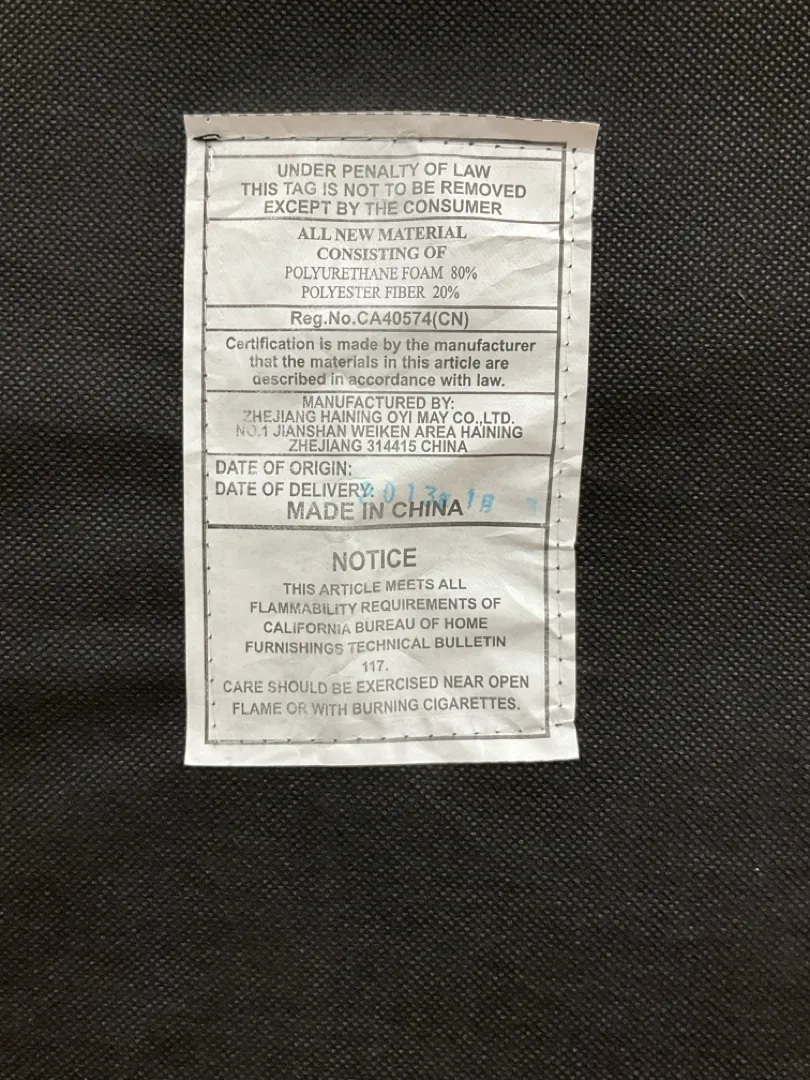 UNDER PENALTY OF LAW
THIS TAG IS NOT TO BE REMOVED
EXCEPT BY THE CONSUMER
ALL NEW MATERIAL
CONSISTING OF
POLYURETHANE FOAM 80%
POLYESTER FIBER 20%
Reg.No.CA40574(CN)
Certification is made by the manufacturer
that the materials in this article are
described in accordance with law.
MANUFACTURED BY:
ZHEJIANG HAINING OYI MAY CO.,LTD.
NO.1 JIANSHAN WEIKEN AREA HAINING
ZHEJIANG 314415 CHINA
DATE OF ORIGIN:
DATE OF DELIVERY:
MADE IN CHINA
NOTICE
THIS ARTICLE MEETS ALL
FLAMMABILITY REQUIREMENTS OF
CALIFORNIA BUREAU OF HOME
FURNISHINGS TECHNICAL BULLETIN
117.
CARE SHOULD BE EXERCISED NEAR OPEN
FLAME OR WITH BURNING CIGARETTES.